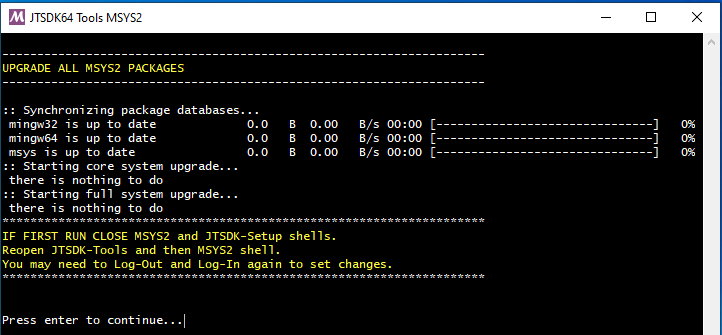 JTSDK64 Tools MSYS2
-------------------------------------------------------------------
UPGRADE ALL MSYS2 PACKAGES
-------------------------------------------------------------------
:: Synchronizing package databases...
mingw32 is up to date 0.0 B 0.00 B/s 00:00 [------------------------------] 0%
mingw64 is up to date 0.0 B 0.00 B/s 00:00 [------------------------------] 0%
msys is up to date 0.0 B 0.00 B/s 00:00 [------------------------------] 0%
:: Starting core system upgrade...
there is nothing to do
:: Starting full system upgrade...
there is nothing to do
*******************************************************************
IF FIRST RUN CLOSE MSYS2 and JTSDK-Setup shells.
Reopen JTSDK-Tools and then MSYS2 shell.
You may need to Log-Out and Log-In again to set changes.
*******************************************************************
Press enter to continue...